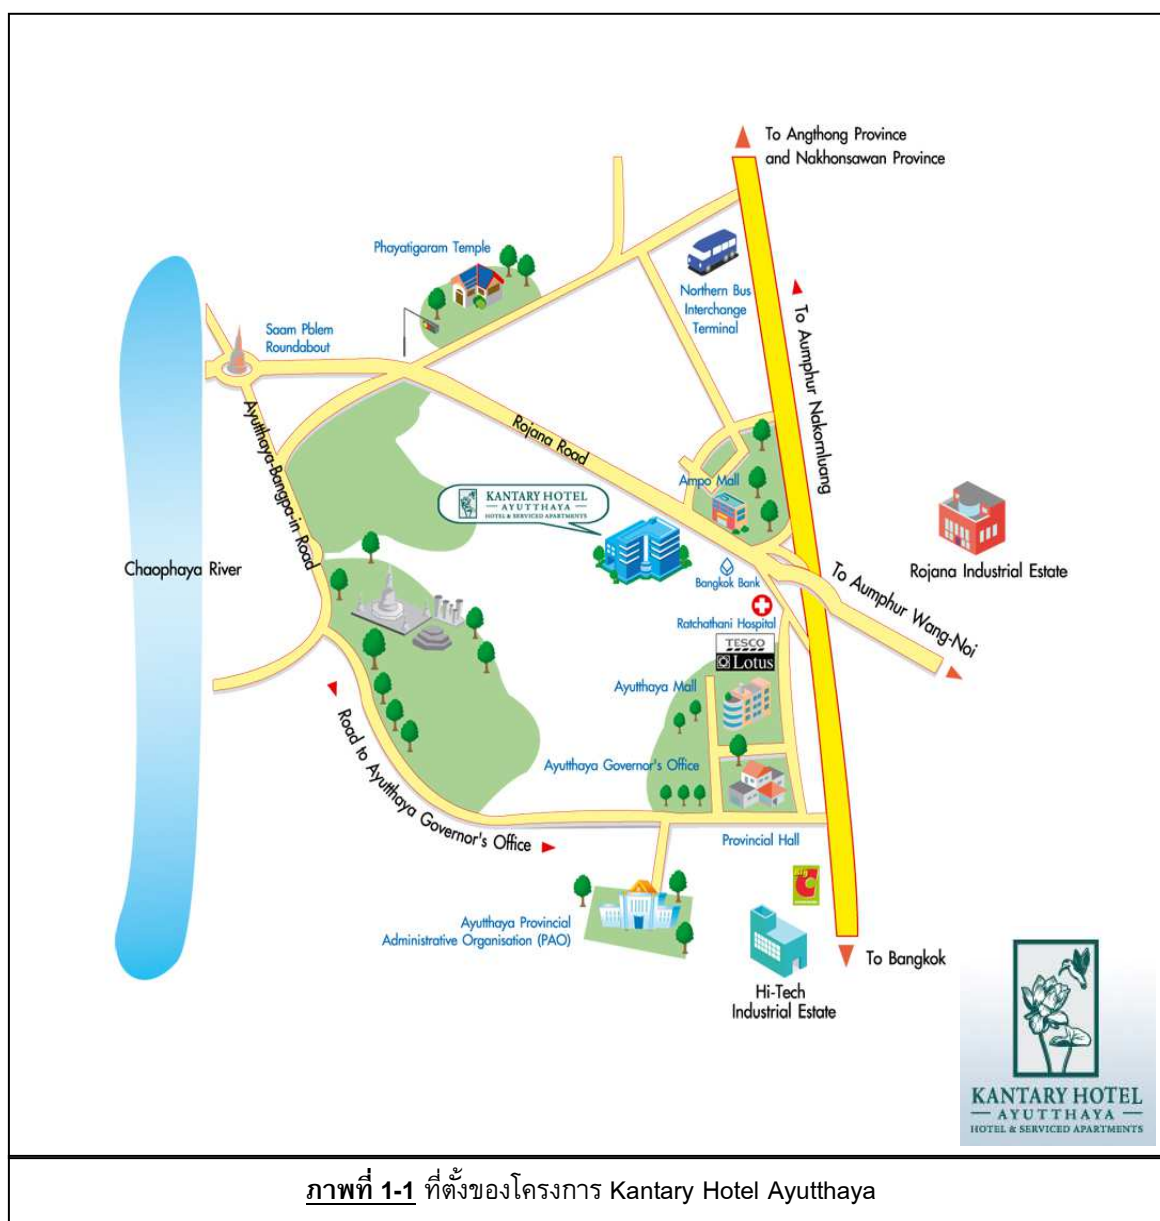 To Angthong Province
and Nakhonsawan Province
Phayatigaram Temple
Northern Bus
Interchange
Terminal
To Aumphur Nakornluang
Saam Pblem
Roundabout
Ayutthaya-Bangpa-in Road
Rojana Road
Ampo Mall
KANTARY HOTEL
AYUTTHAYA
HOTEL & SERVICED APARTMENTS
Chaophaya River
Bangkok Bank
To Aumphur Wang-Noi
Rojana Industrial Estate
Ratchathani Hospital
TESCO
Lotus
Ayutthaya Mall
Road to Ayutthaya Governor's Office
Ayutthaya Governor's Office
Provincial Hall
Big C
Ayutthaya Provincial
Administrative Organisation (PAO)
To Bangkok
Hi-Tech
Industrial Estate
KANTARY HOTEL
AYUTTHAYA
HOTEL & SERVICED APARTMENTS
ภาพที่ 1-1 ที่ตั้งของโครงการ Kantary Hotel Ayutthaya